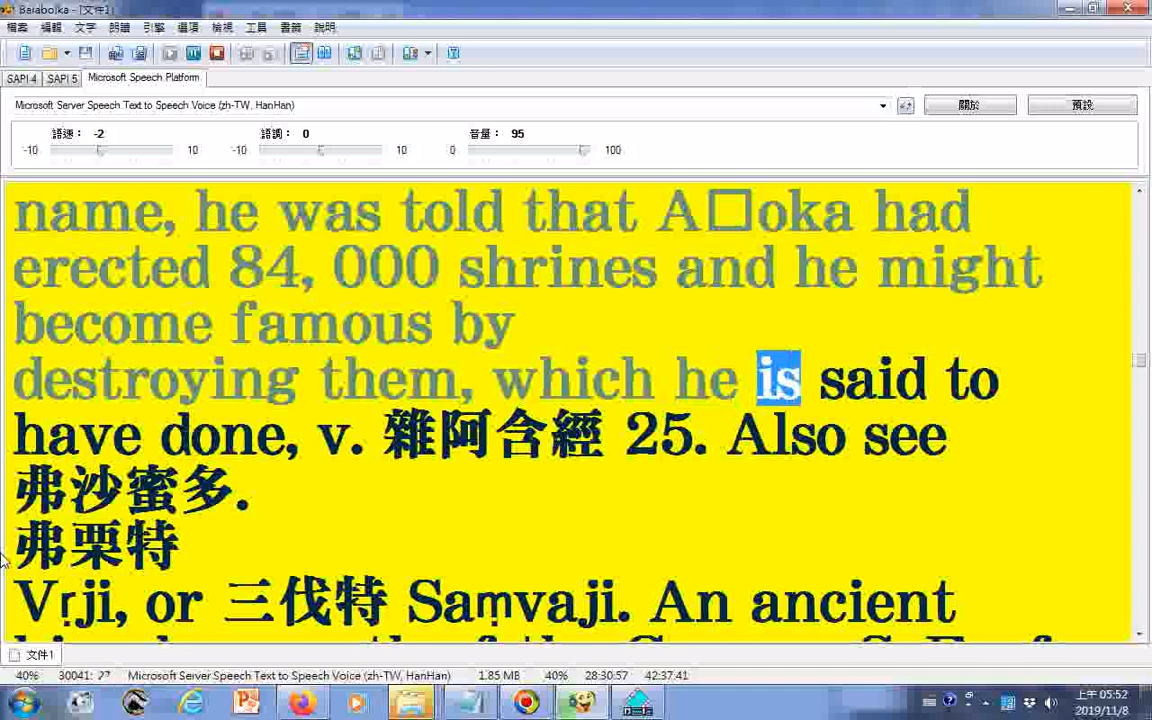 Balabolka - [文件1]
檔案 編輯 文字 朗讀 引擎 選項 檢視 工具 書籤 說明
SAPI 4 SAPI 5 Microsoft Speech Platform
Microsoft Server Speech Text to Speech Voice (zh-TW, HanHan) 關於 預設
語速： -2 語調： 0 音量： 95
-10 10 -10 10 0 100
name, he was told that A□oka had
erected 84, 000 shrines and he might
become famous by
destroying them, which he is said to
have done, v. 雜阿含經 25. Also see
弗沙蜜多.
弗栗特
Vṛji, or 三伐特 Saṃvaji. An ancient
文件1
40% 30041: 27 Microsoft Server Speech Text to Speech Voice (zh-TW, HanHan) 1.85 MB 40% 28:30:57 42:37:41
上午 05:52
2019/11/8